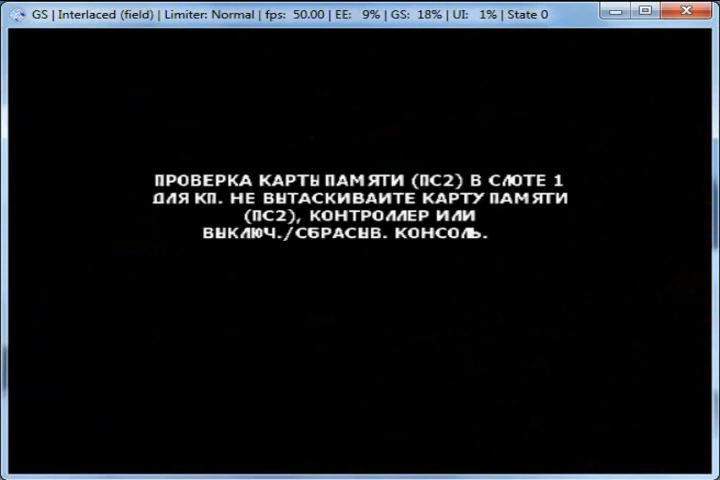 GS | Interlaced (field) | Limiter: Normal | fps: 50.00 | EE: 9% | GS: 18% | UI: 1% | State 0
ПРОВЕРКА КАРТЫ ПАМЯТИ (ПС2) В СЛОТЕ 1
ДЛЯ КП. НЕ ВЫТАСКИВАИТЕ КАРТУ ПАМЯТИ
(ПС2), КОНТРОЛЛЕР ИЛИ
ВЫКЛЮЧ./СБРАСЫВ. КОНСОЛЬ.